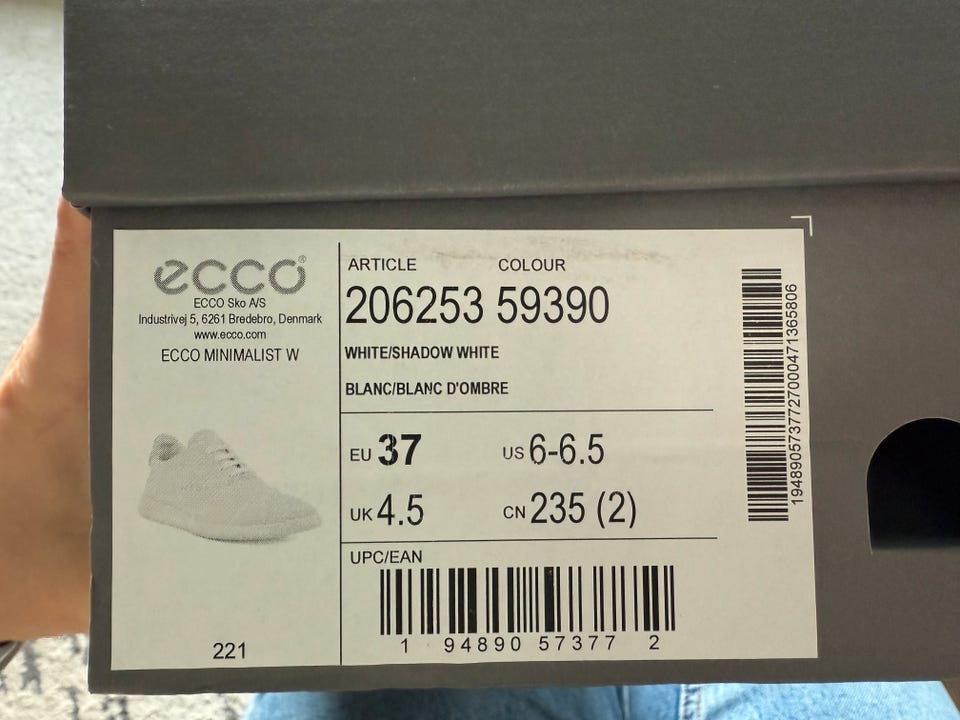 ecco®
ECCO Sko A/S
Industrivej 5, 6261 Bredebro, Denmark
www.ecco.com
ECCO MINIMALIST W
221
ARTICLE COLOUR
206253 59390
WHITE/SHADOW WHITE
BLANC/BLANC D'OMBRE
EU 37 US 6-6.5
UK 4.5 CN 235 (2)
UPC/EAN
1 94890 57377 2
1948905737727000471365806